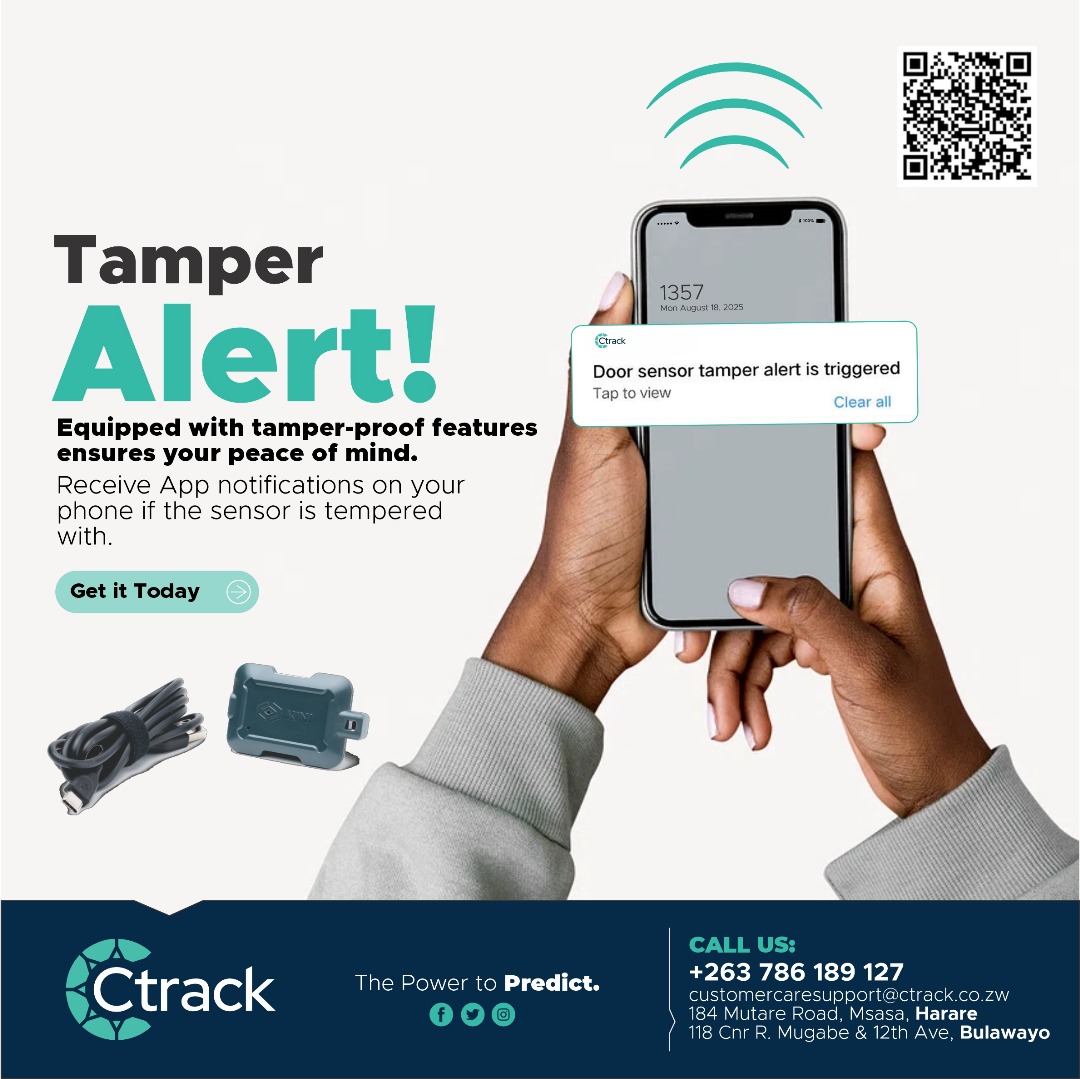 Tamper
Alert!
Equipped with tamper-proof features
ensures your peace of mind.
Receive App notifications on your
phone if the sensor is tempered
with.
Get it Today
100%
1357
Mon August 18, 2025
Ctrack
Door sensor tamper alert is triggered
Tap to view
Clear all
Ctrack
The Power to Predict.
CALL US:
+263 786 189 127
customercaresupport@ctrack.co.zw
184 Mutare Road, Msasa, Harare
118 Cnr R. Mugabe & 12th Ave, Bulawayo